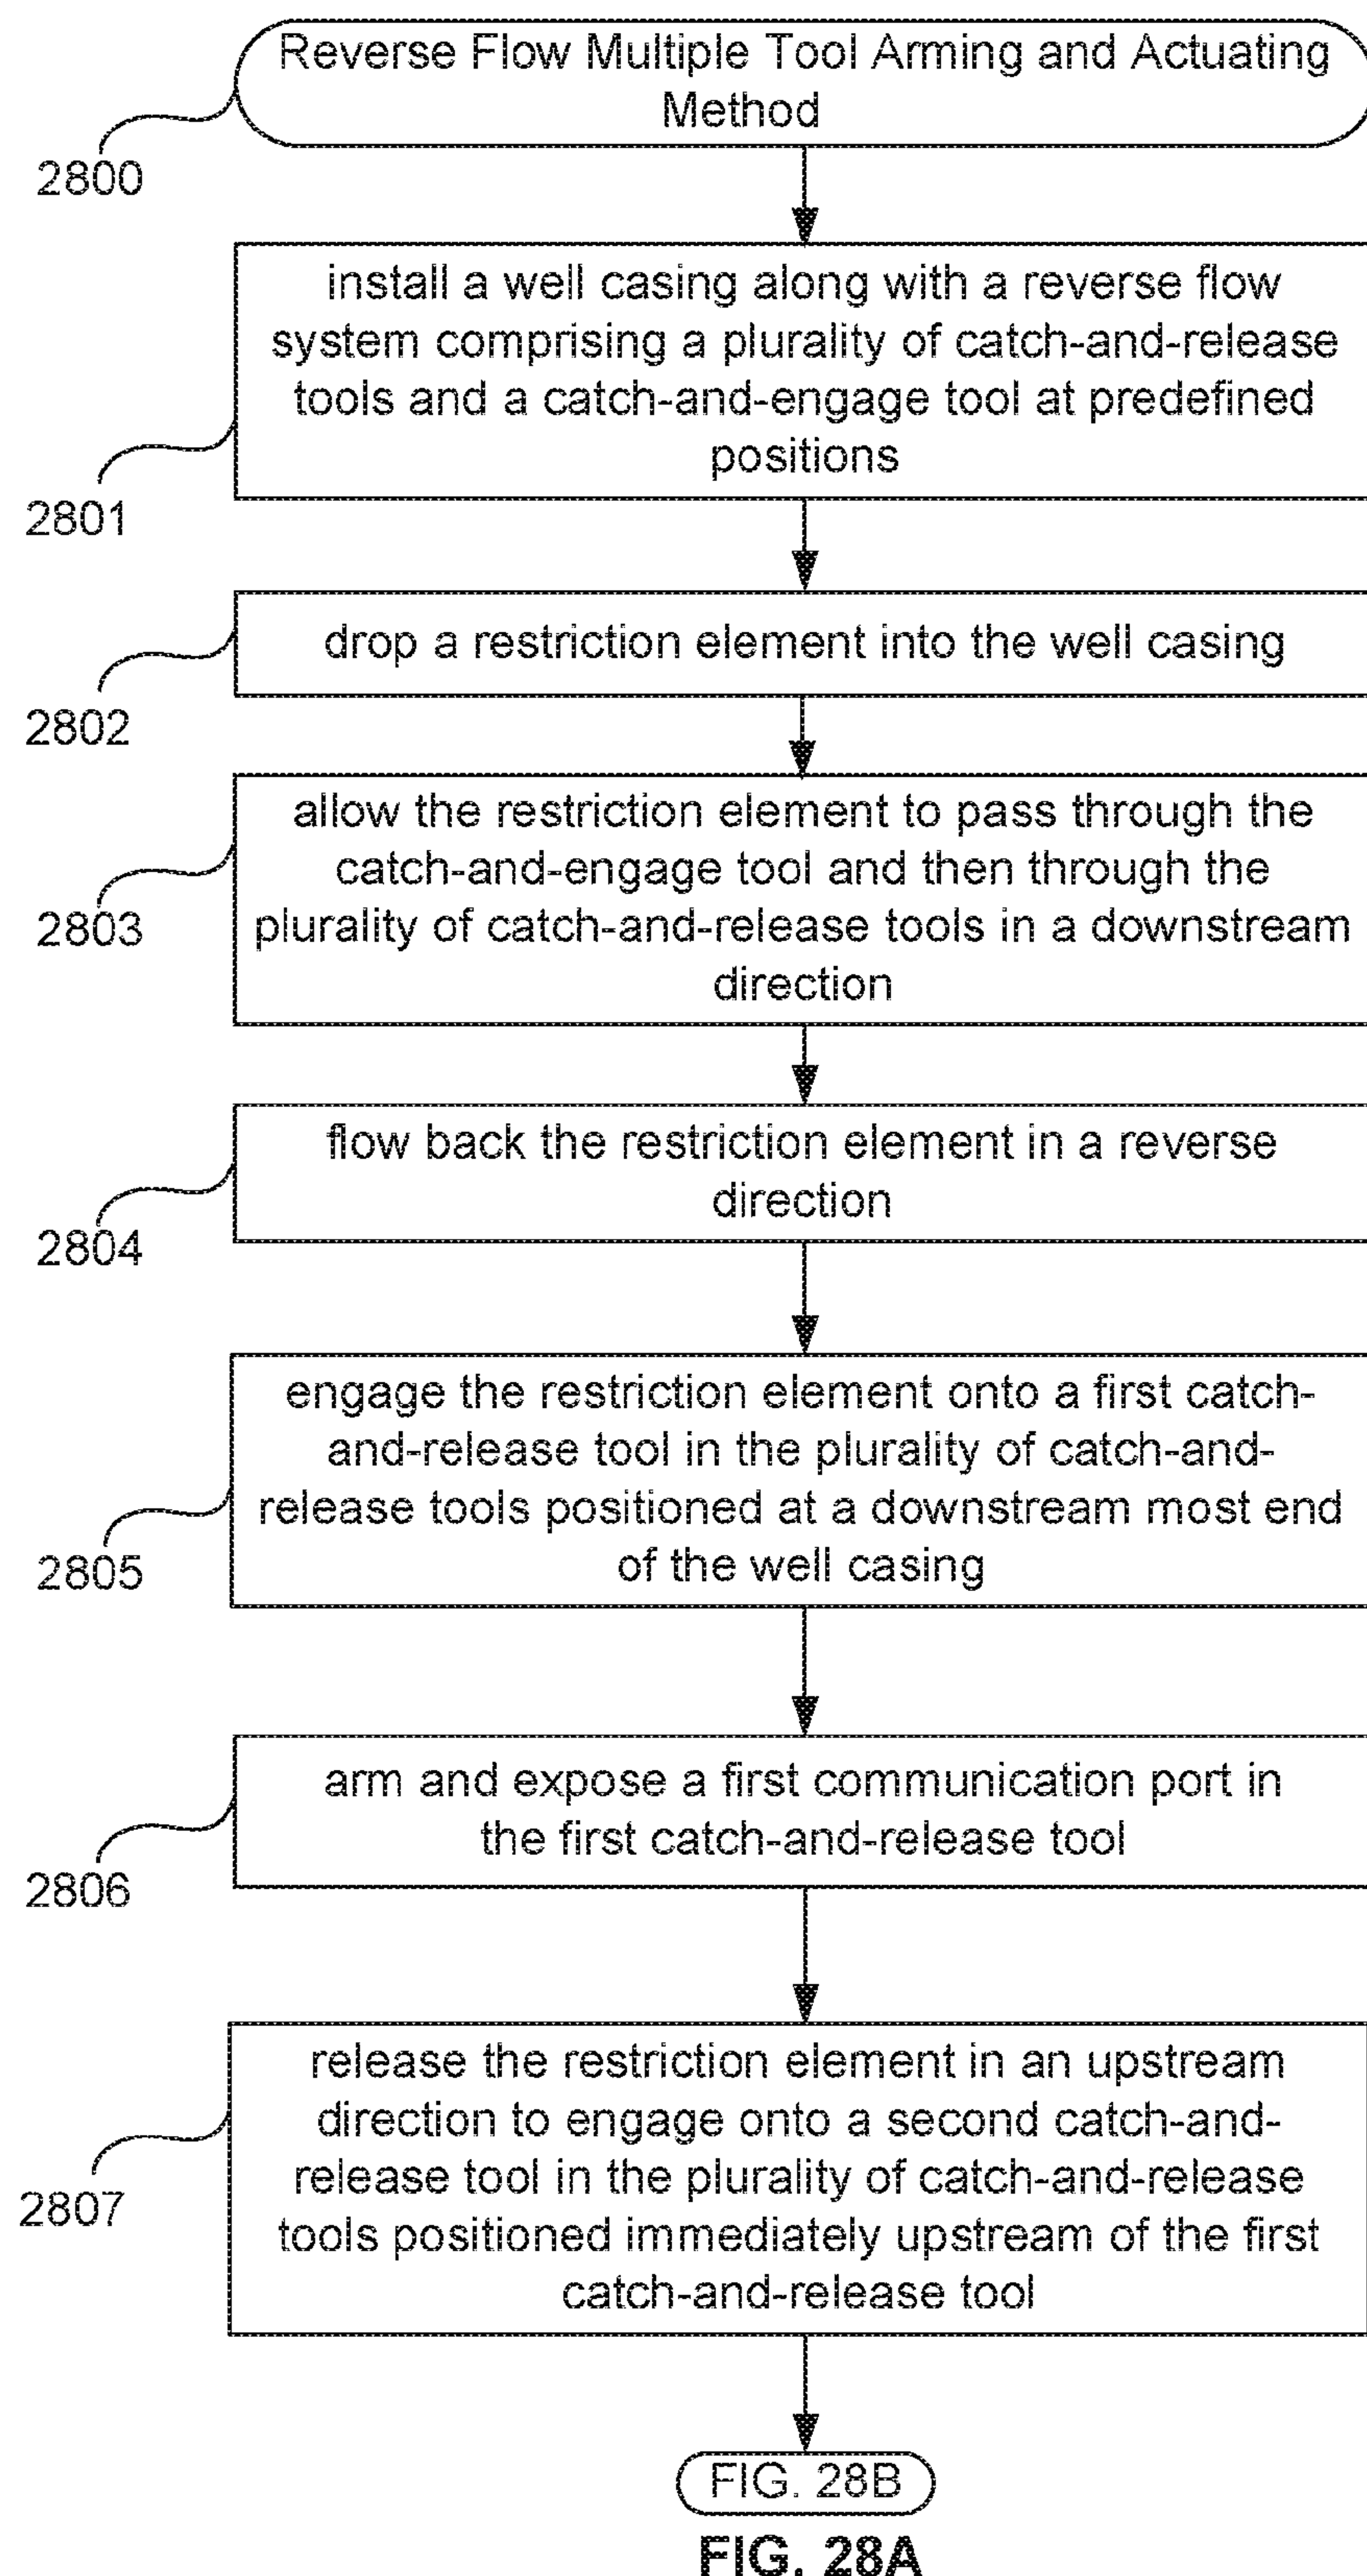 Reverse Flow Multiple Tool Arming and Actuating
Method
2800
install a well casing along with a reverse flow
system comprising a plurality of catch-and-release
tools and a catch-and-engage tool at predefined
positions
2801
drop a restriction element into the well casing
2802
allow the restriction element to pass through the
catch-and-engage tool and then through the
plurality of catch-and-release tools in a downstream
direction
2803
flow back the restriction element in a reverse
direction
2804
engage the restriction element onto a first catch-
and-release tool in the plurality of catch-and-
release tools positioned at a downstream most end
of the well casing
2805
arm and expose a first communication port in
the first catch-and-release tool
2806
release the restriction element in an upstream
direction to engage onto a second catch-and-
release tool in the plurality of catch-and-release
tools positioned immediately upstream of the first
catch-and-release tool
2807
FIG. 28B
FIG. 28A